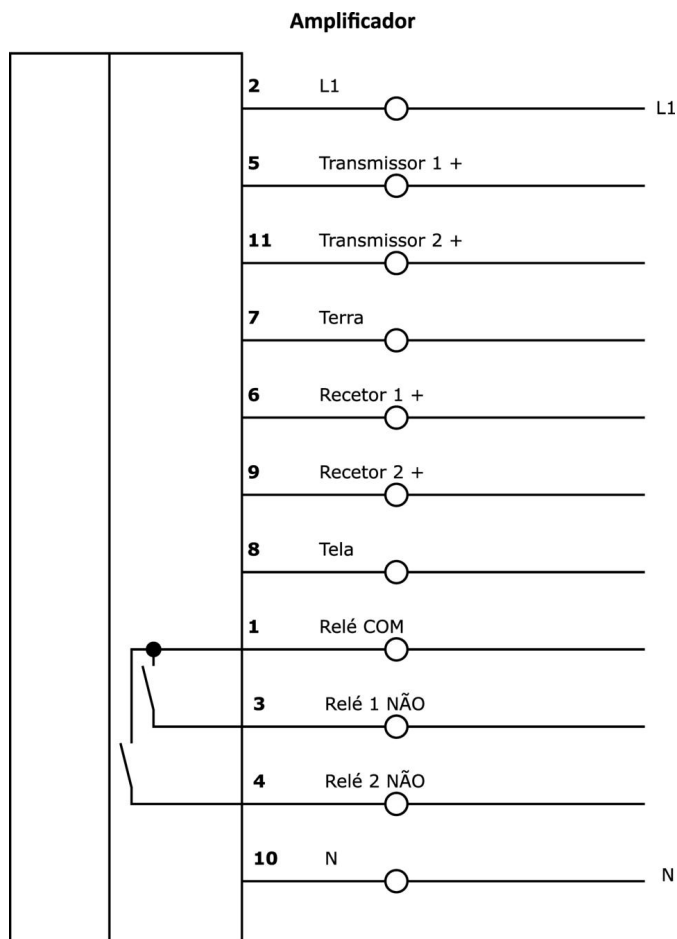 Amplificador
2 L1
L1
5 Transmissor 1 +
11 Transmissor 2 +
7 Terra
6 Recetor 1 +
9 Recetor 2 +
8 Tela
1 Relé COM
3 Relé 1 NÃO
4 Relé 2 NÃO
10 N
N